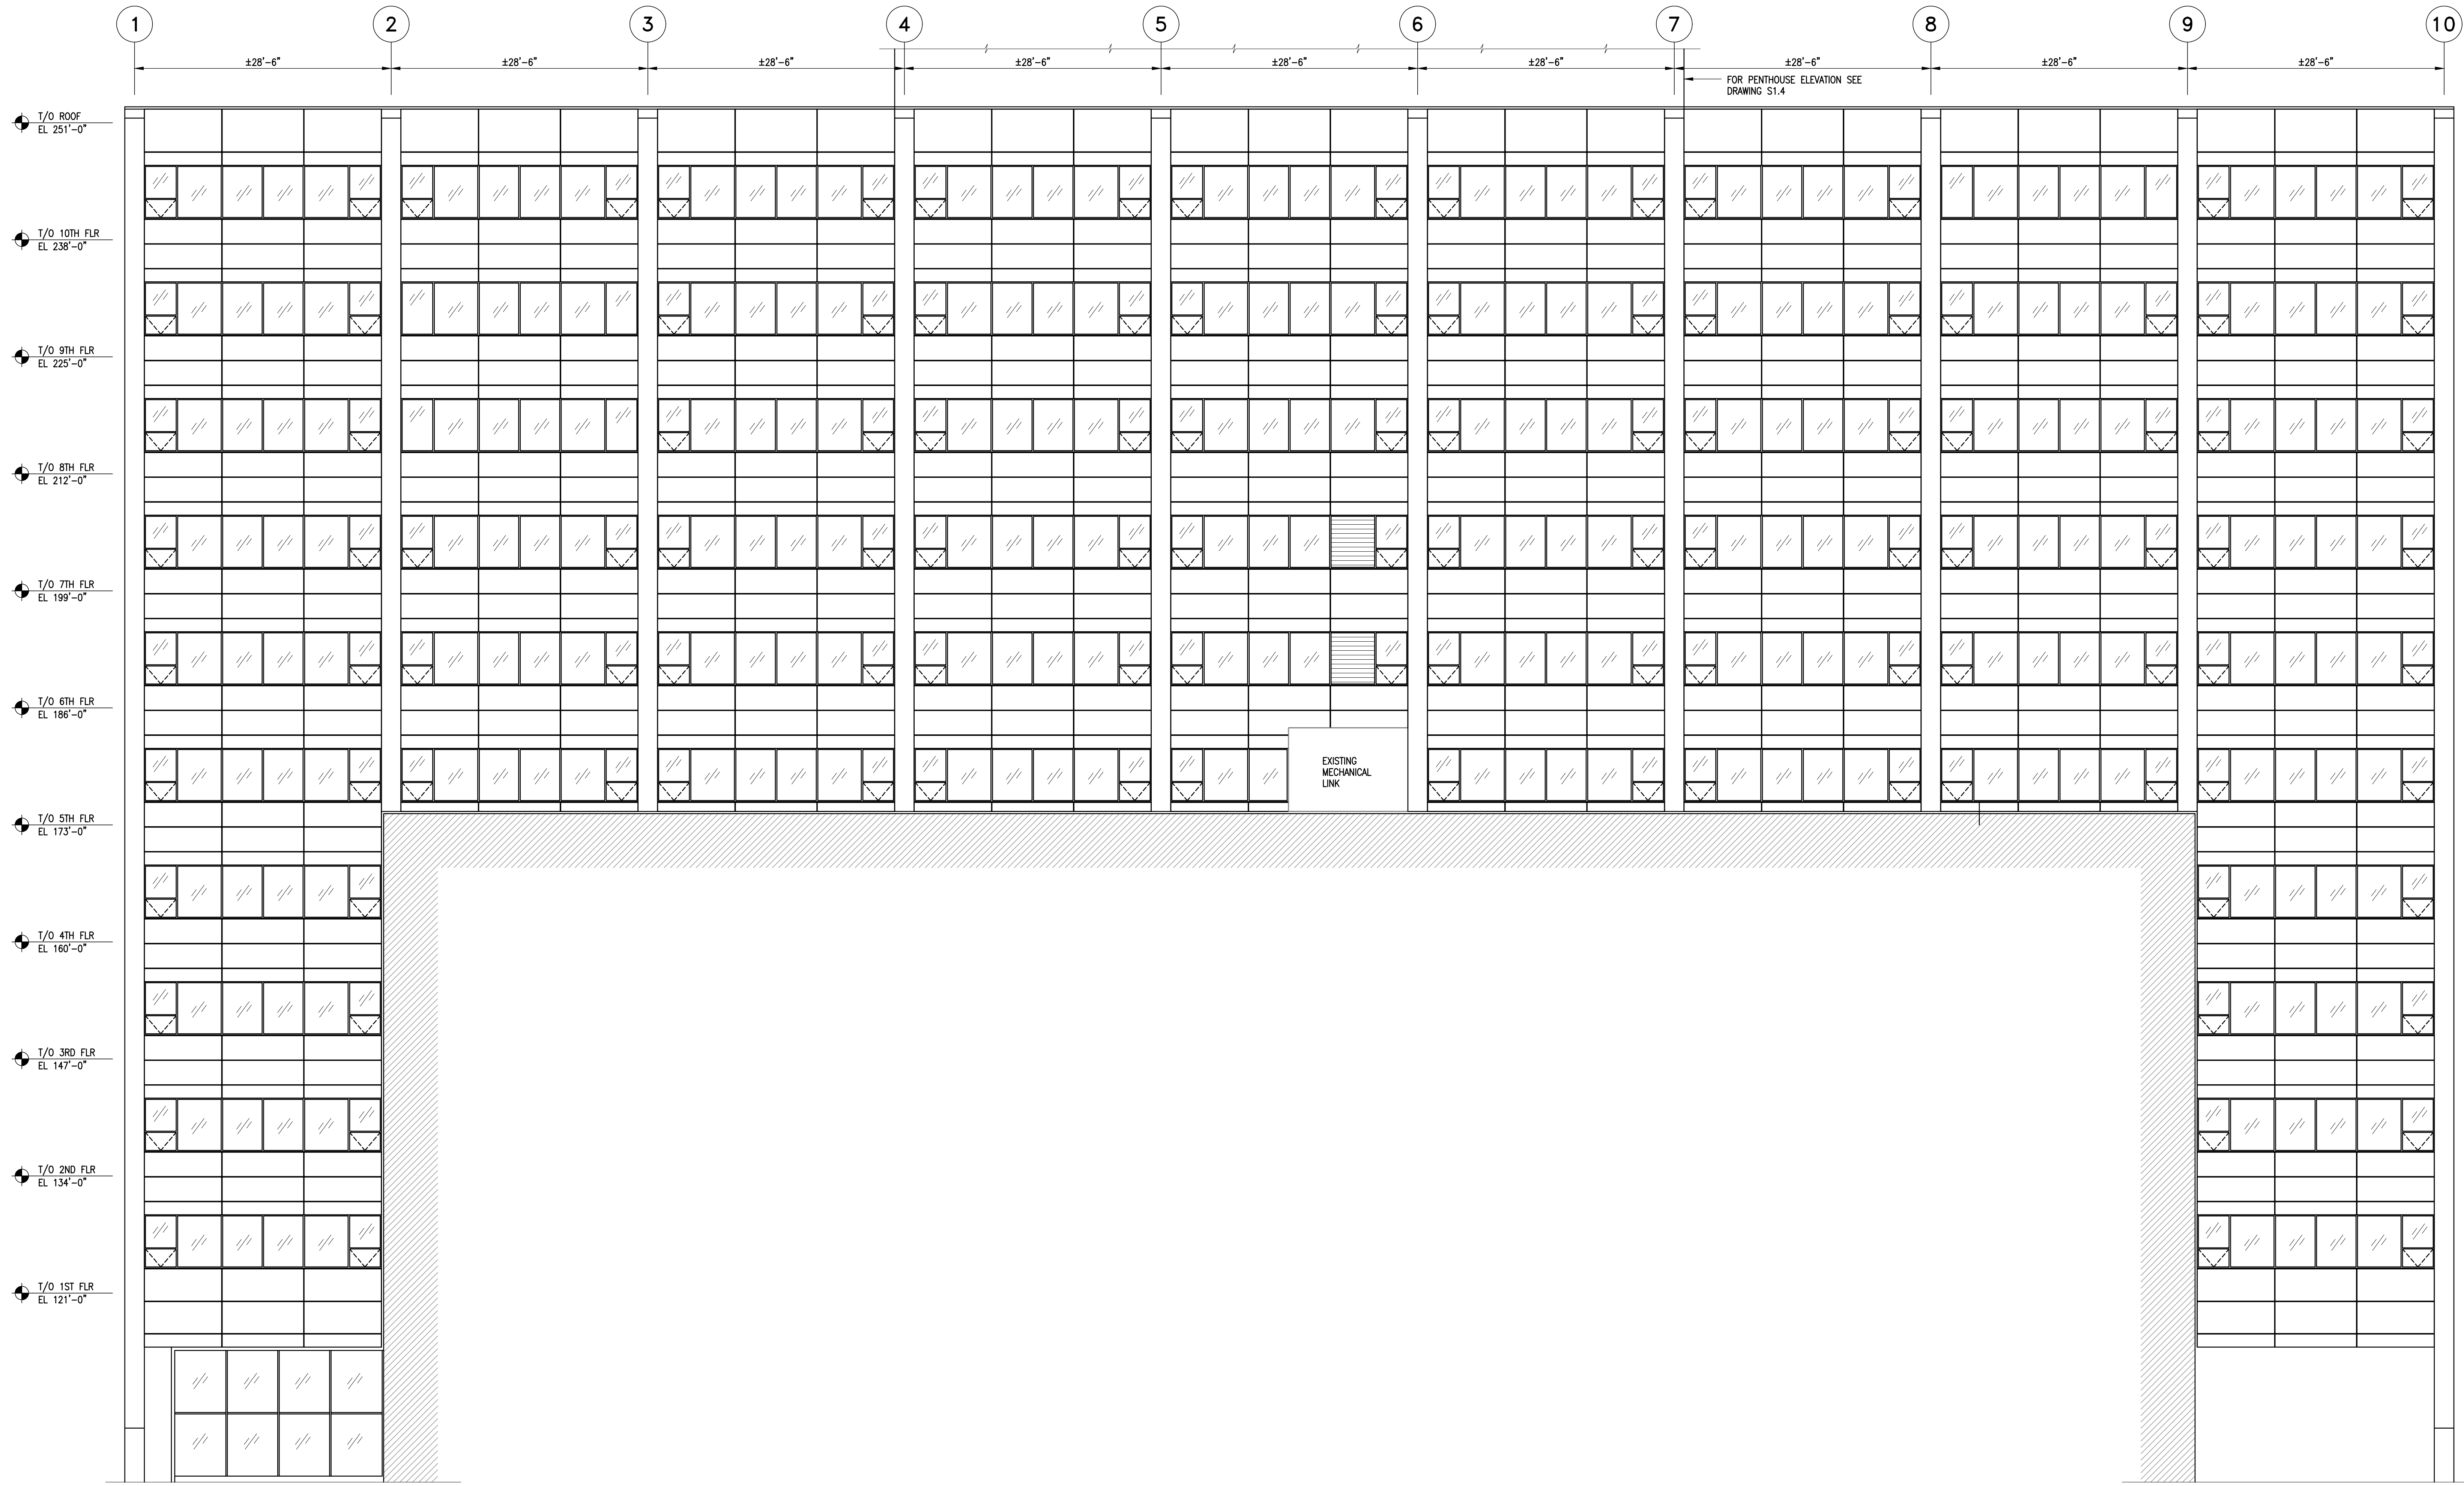 1 2 3 4 5 6 7 8 9 10
±28'-6" ±28'-6" ±28'-6" ±28'-6" ±28'-6" ±28'-6" ±28'-6" ±28'-6" ±28'-6"
FOR PENTHOUSE ELEVATION SEE
DRAWING S1.4
T/O ROOF
EL 251'-0"
T/O 10TH FLR
EL 238'-0"
T/O 9TH FLR
EL 225'-0"
T/O 8TH FLR
EL 212'-0"
T/O 7TH FLR
EL 199'-0"
T/O 6TH FLR
EL 186'-0"
EXISTING
MECHANICAL
LINK
T/O 5TH FLR
EL 173'-0"
T/O 4TH FLR
EL 160'-0"
T/O 3RD FLR
EL 147'-0"
T/O 2ND FLR
EL 134'-0"
T/O 1ST FLR
EL 121'-0"